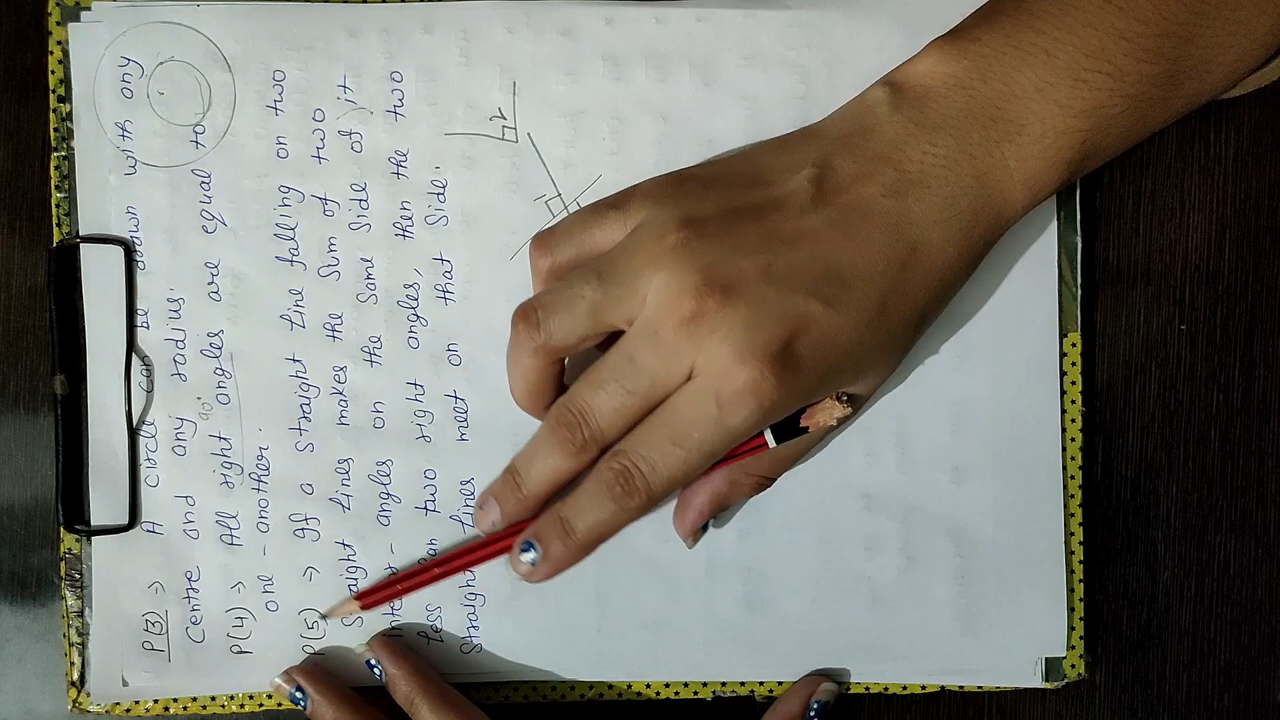 P(3) → A circle can be drawn with any
centre and any radius.
90°
P(4) → All right angles are equal to
one - another.
P(5) → If a straight line falling on two
straight lines makes the sum of two
angles on the same side of it
less two right angles, then the two
straight lines meet on that side.